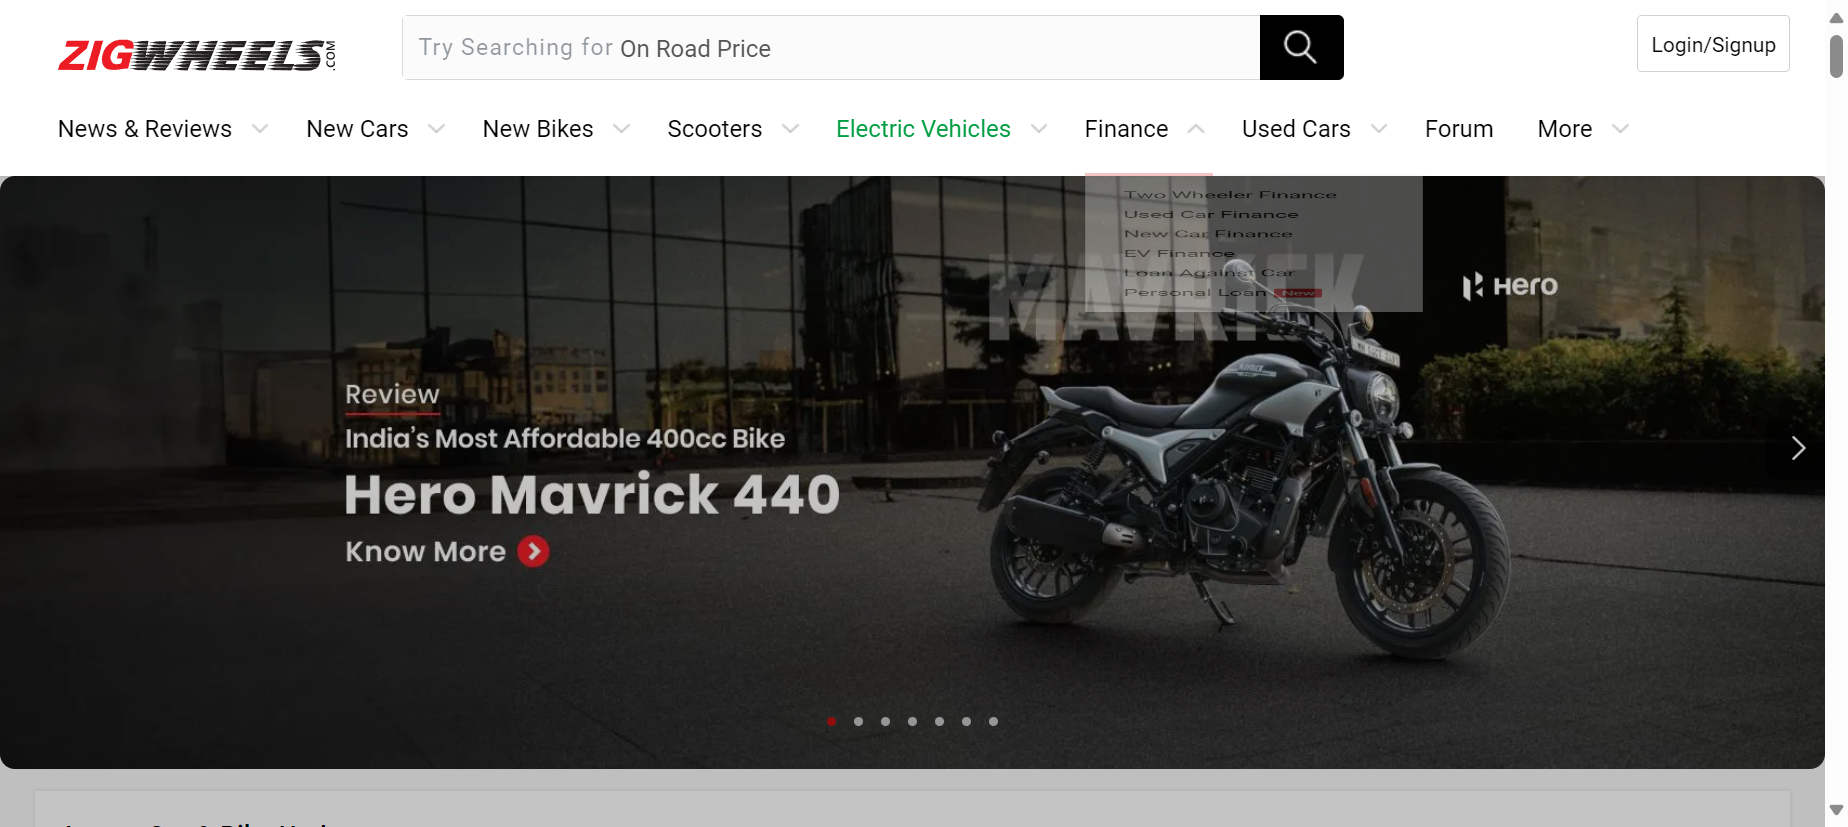 ZIGWHEELS.COM
Try Searching for On Road Price
Login/Signup
News & Reviews
New Cars
New Bikes
Scooters
Electric Vehicles
Finance
Used Cars
Forum
More
Two Wheeler Finance
Used Car Finance
New Car Finance
EV Finance
Loan Against Car
Personal Loan New
MAVRICK
Hero
Review
India's Most Affordable 400cc Bike
Hero Mavrick 440
Know More